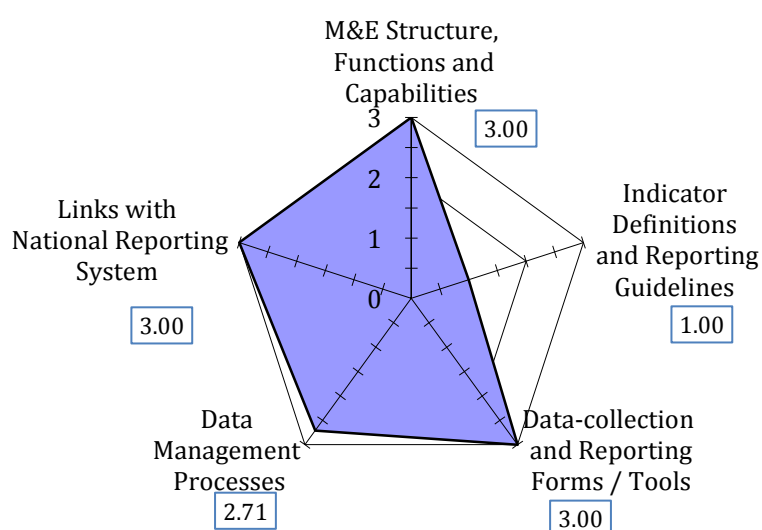 M&E Structure,
Functions and
Capabilities
3.00
3
2
1
0
Indicator
Definitions
and Reporting
Guidelines
1.00
Links with
National Reporting
System
3.00
Data
Management
Processes
2.71
Data-collection
and Reporting
Forms / Tools
3.00